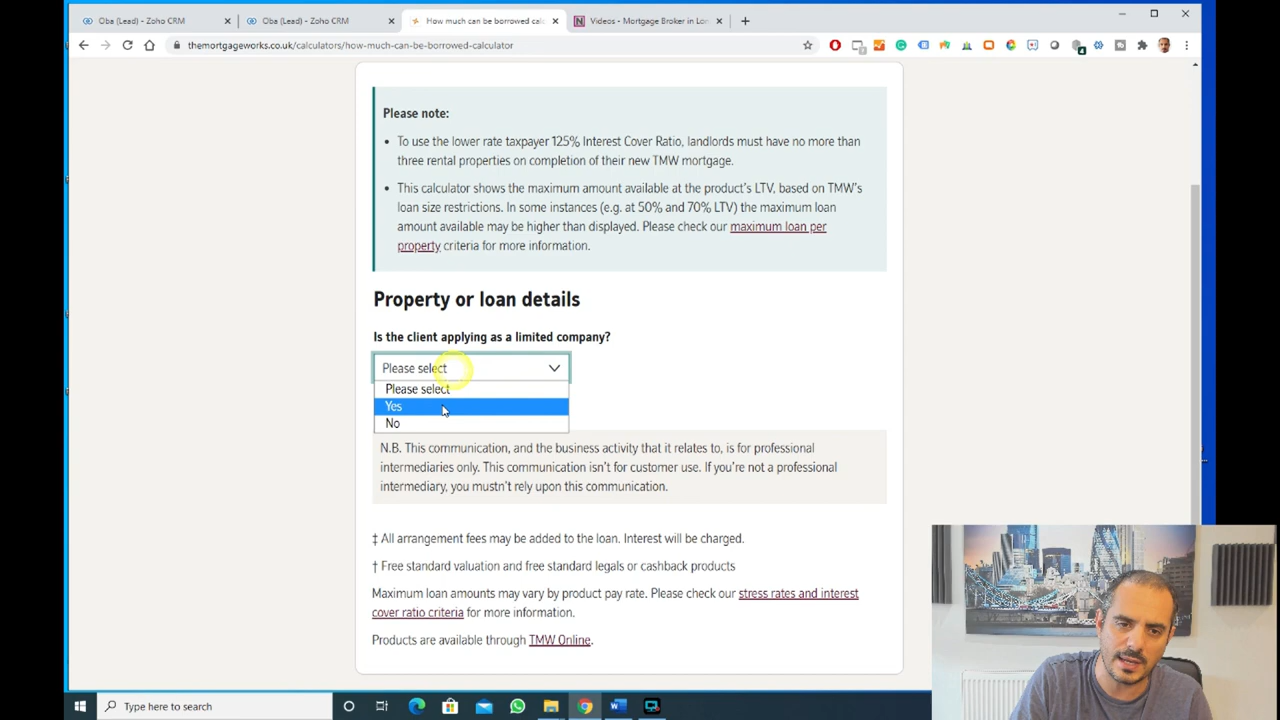 Oba (Lead) - Zoho CRM
Oba (Lead) - Zoho CRM
How much can be borrowed calc
Videos - Mortgage Broker in Lon
themortgageworks.co.uk/calculators/how-much-can-be-borrowed-calculator
Please note:
• To use the lower rate taxpayer 125% Interest Cover Ratio, landlords must have no more than
three rental properties on completion of their new TMW mortgage.
• This calculator shows the maximum amount available at the product's LTV, based on TMW's
loan size restrictions. In some instances (e.g. at 50% and 70% LTV) the maximum loan
amount available may be higher than displayed. Please check our maximum loan per
property criteria for more information.
Property or loan details
Is the client applying as a limited company?
Please select
Please select
Yes
No
N.B. This communication, and the business activity that it relates to, is for professional
intermediaries only. This communication isn't for customer use. If you're not a professional
intermediary, you mustn't rely upon this communication.
‡ All arrangement fees may be added to the loan. Interest will be charged.
† Free standard valuation and free standard legals or cashback products
Maximum loan amounts may vary by product pay rate. Please check our stress rates and interest
cover ratio criteria for more information.
Products are available through TMW Online.
Type here to search